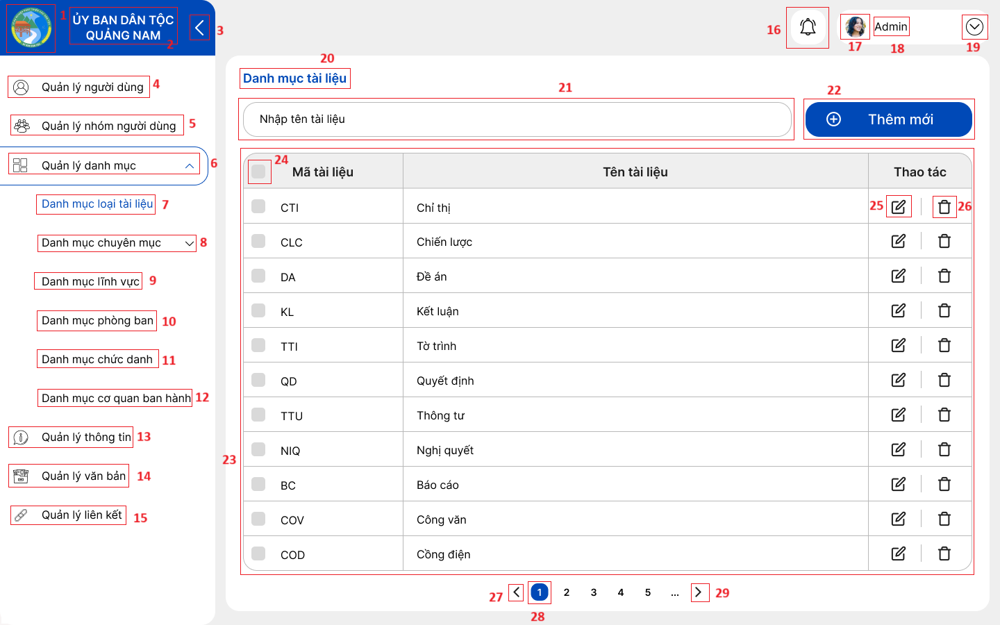 1
ỦY BAN DÂN TỘC
QUẢNG NAM
2
3
Quản lý người dùng
4
Quản lý nhóm người dùng
5
Quản lý danh mục
6
Danh mục loại tài liệu
7
Danh mục chuyên mục
8
Danh mục lĩnh vực
9
Danh mục phòng ban
10
Danh mục chức danh
11
Danh mục cơ quan ban hành
12
Quản lý thông tin
13
Quản lý văn bản
14
Quản lý liên kết
15
16
17
Admin
18
19
20
Danh mục tài liệu
21
Nhập tên tài liệu
22
Thêm mới
23
24
Mã tài liệu Tên tài liệu Thao tác
CTI Chỉ thị 25 26
CLC Chiến lược
DA Đề án
KL Kết luận
TTI Tờ trình
QD Quyết định
TTU Thông tư
NIQ Nghị quyết
BC Báo cáo
COV Công văn
COD Cồng điện
27 1 2 3 4 5 ... 29
28